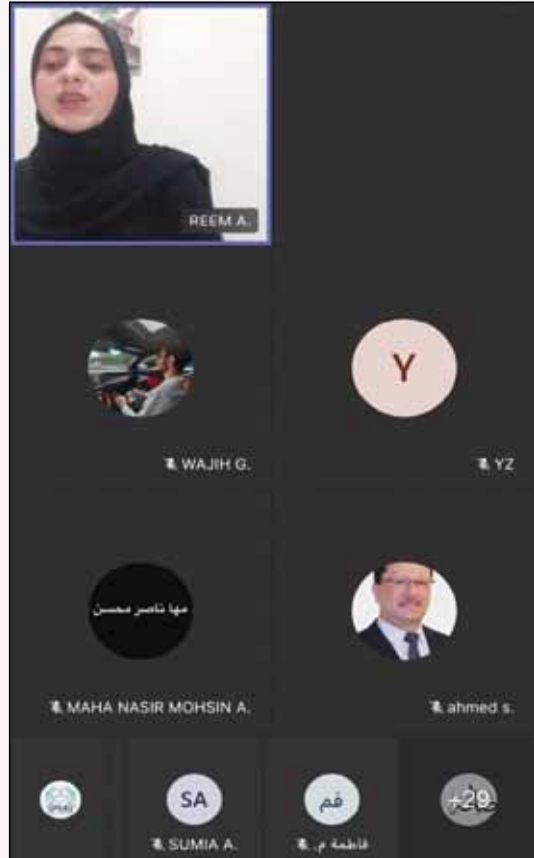 REEM A.
Y
WAJIH G.
YZ
مها ناصر محسن
MAHA NASIR MOHSIN A.
ahmed s.
SA
فم
+29
SUMIA A.
فاطمة م.